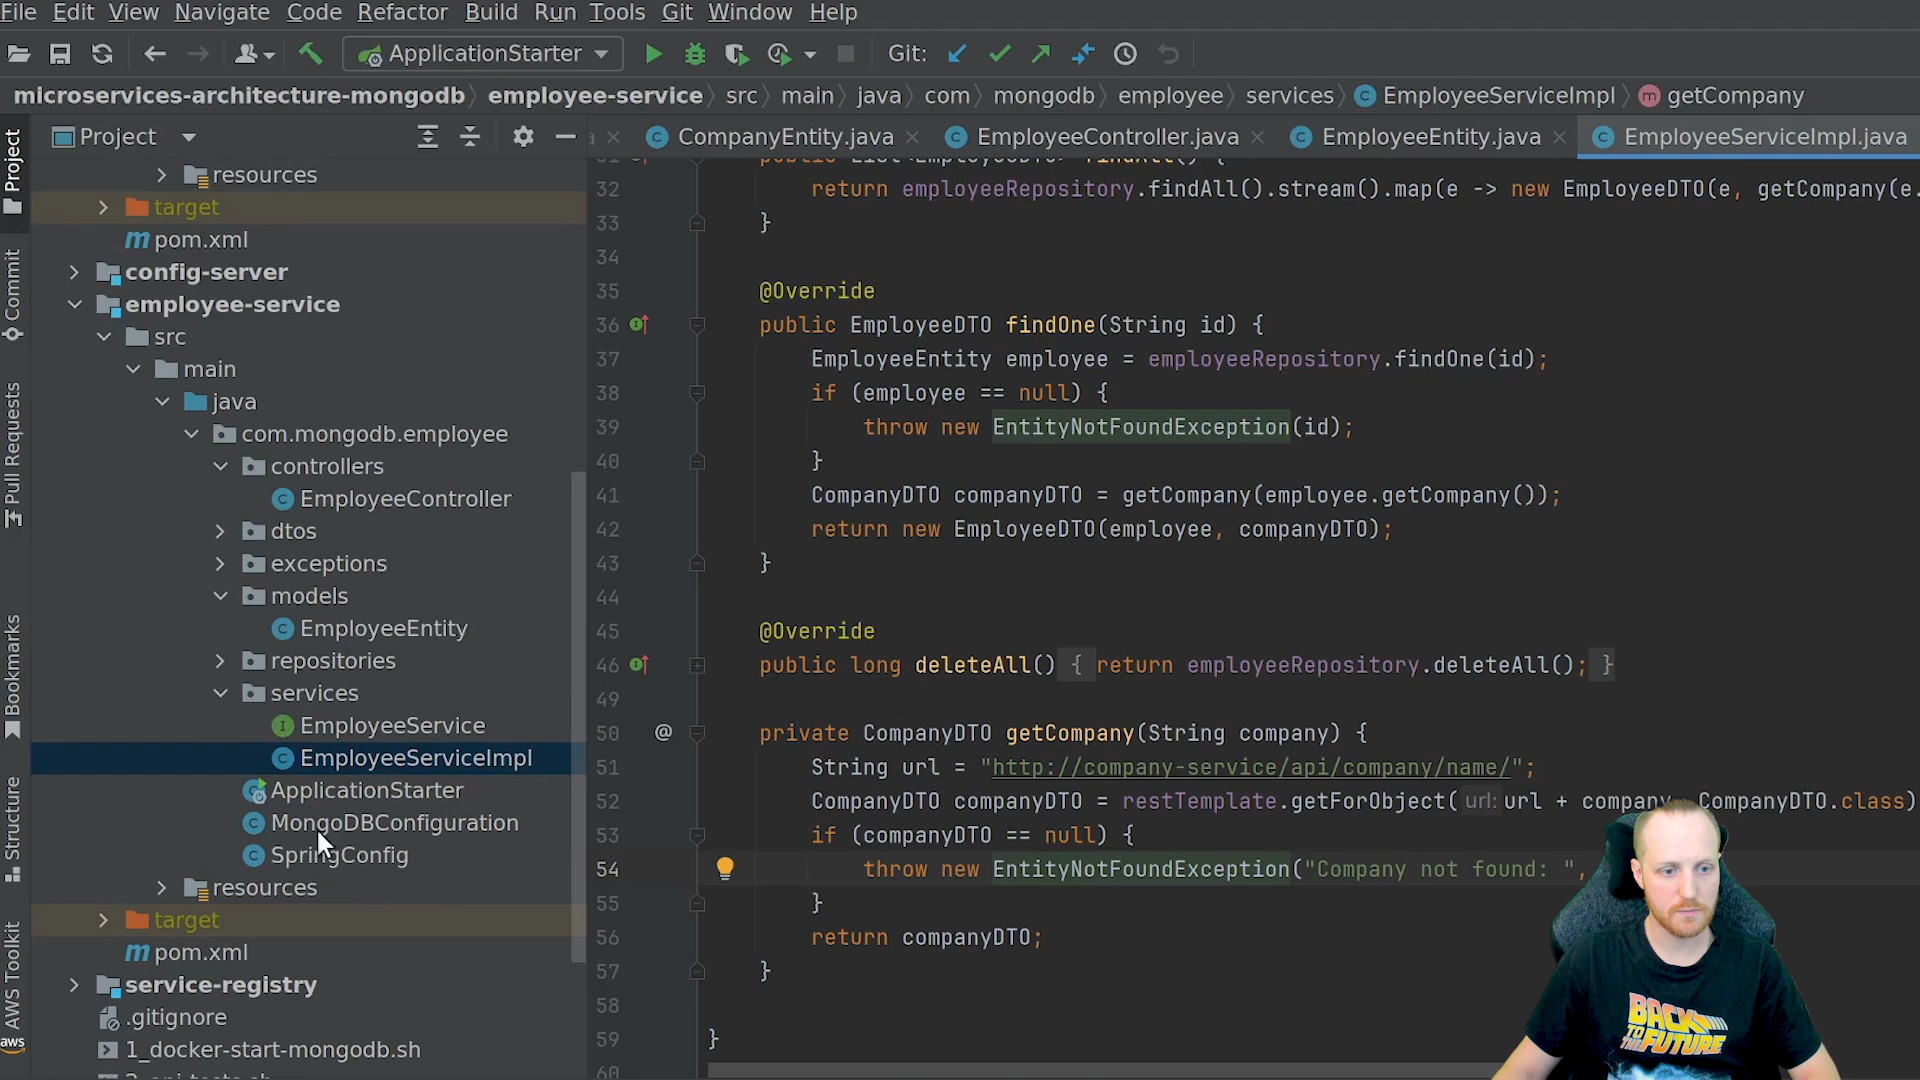 File Edit View Navigate Code Refactor Build Run Tools Git Window Help
ApplicationStarter Git:
microservices-architecture-mongodb employee-service src main java com mongodb employee services EmployeeServiceImpl getCompany
Project
CompanyEntity.java EmployeeController.java EmployeeEntity.java EmployeeServiceImpl.java
Project
Commit
Pull Requests
Bookmarks
Structure
AWS Toolkit
aws
resources
target
pom.xml
config-server
employee-service
src
main
java
com.mongodb.employee
controllers
EmployeeController
dtos
exceptions
models
EmployeeEntity
repositories
services
EmployeeService
EmployeeServiceImpl
ApplicationStarter
MongoDBConfiguration
SpringConfig
resources
target
pom.xml
service-registry
.gitignore
1_docker-start-mongodb.sh
32 return employeeRepository.findAll().stream().map(e -> new EmployeeDTO(e, getCompany(e.
33 }
34
35 @Override
36 public EmployeeDTO findOne(String id) {
37 EmployeeEntity employee = employeeRepository.findOne(id);
38 if (employee == null) {
39 throw new EntityNotFoundException(id);
40 }
41 CompanyDTO companyDTO = getCompany(employee.getCompany());
42 return new EmployeeDTO(employee, companyDTO);
43 }
44
45 @Override
46 public long deleteAll() { return employeeRepository.deleteAll(); }
49
50 @ private CompanyDTO getCompany(String company) {
51 String url = "http://company-service/api/company/name/";
52 CompanyDTO companyDTO = restTemplate.getForObject( url: url + company, CompanyDTO.class)
53 if (companyDTO == null) {
54 throw new EntityNotFoundException("Company not found: ",
55 }
56 return companyDTO;
57 }
58
59 }
60
BACK
TO THE FUTURE